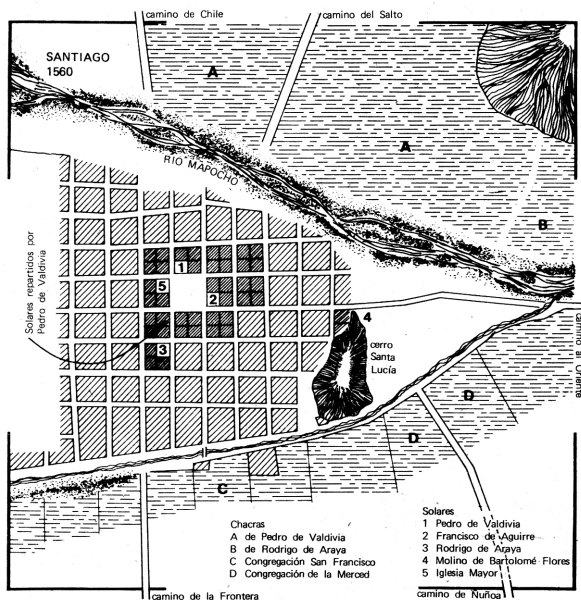 camino de Chile
camino del Salto
SANTIAGO
1560
A
A
RIO MAPOCHO
B
Solares repartidos por
Pedro de Valdivia
1
5
2
3
4
cerro
Santa
Lucía
camino al Oriente
D
D
C
Chacras
A de Pedro de Valdivia
B de Rodrigo de Araya
C Congregación San Francisco
D Congregación de la Merced
Solares
1 Pedro de Valdivia
2 Francisco de Aguirre
3 Rodrigo de Araya
4 Molino de Bartolomé Flores
5 Iglesia Mayor
camino de la Frontera
camino de Ñuñoa